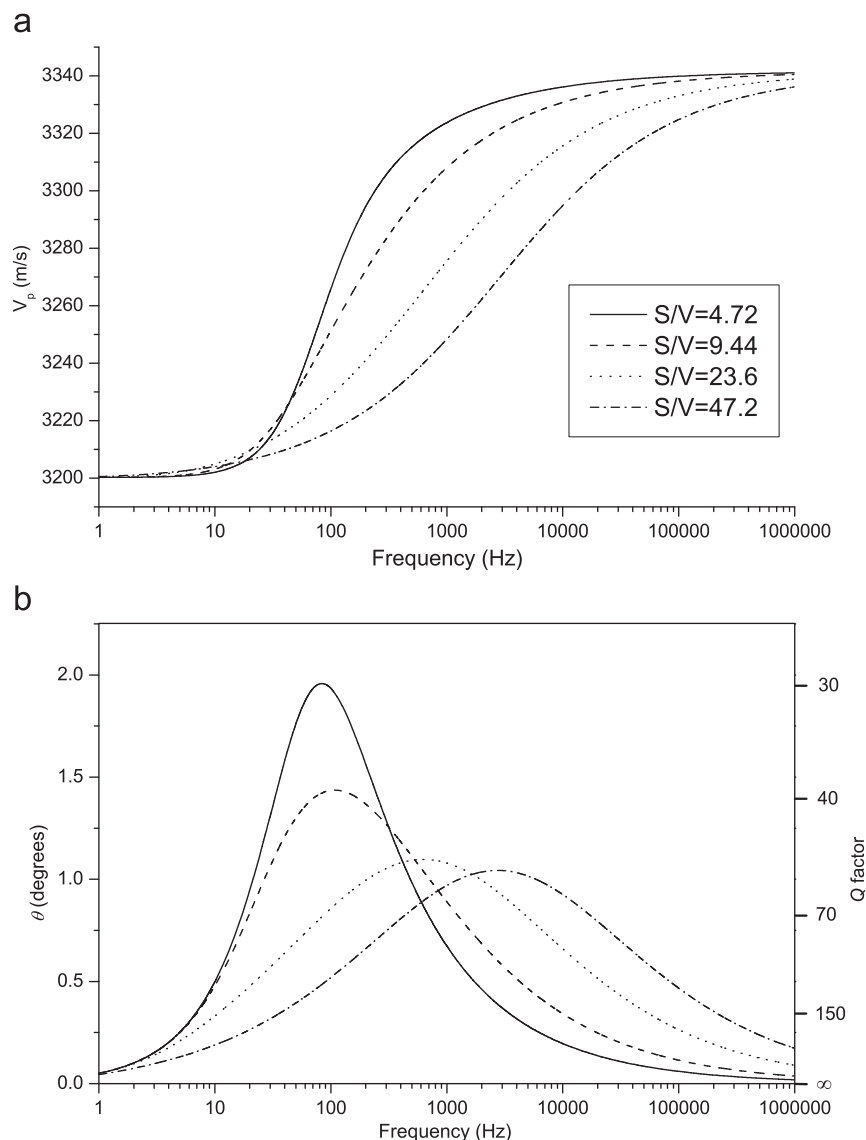 a
3340
3320
3300
3280
3260
3240
3220
3200
Vp (m/s)
S/V=4.72
S/V=9.44
S/V=23.6
S/V=47.2
1 10 100 1000 10000 100000 1000000
Frequency (Hz)
b
2.0
1.5
1.0
0.5
0.0
θ (degrees)
30
40
70
150
∞
Q factor
1 10 100 1000 10000 100000 1000000
Frequency (Hz)